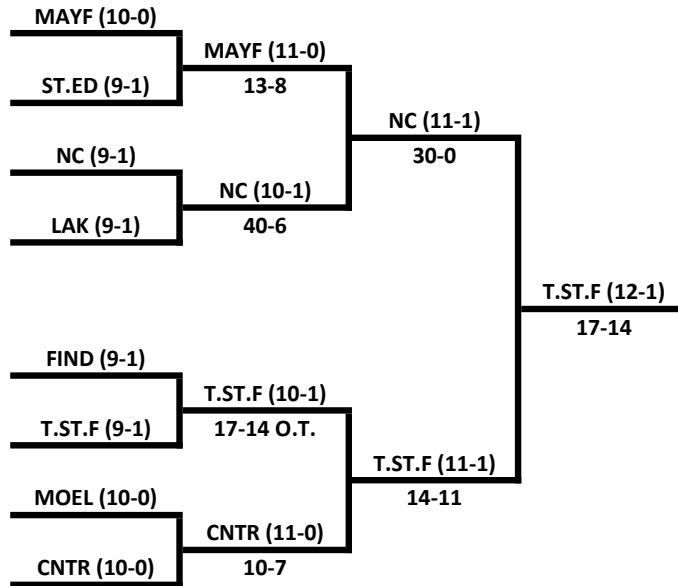 MAYF (10-0)
MAYF (11-0)
ST.ED (9-1)
13-8
NC (11-1)
NC (9-1)
30-0
NC (10-1)
LAK (9-1)
40-6
T.ST.F (12-1)
17-14
FIND (9-1)
T.ST.F (10-1)
T.ST.F (9-1)
17-14 O.T.
T.ST.F (11-1)
MOEL (10-0)
14-11
CNTR (11-0)
CNTR (10-0)
10-7